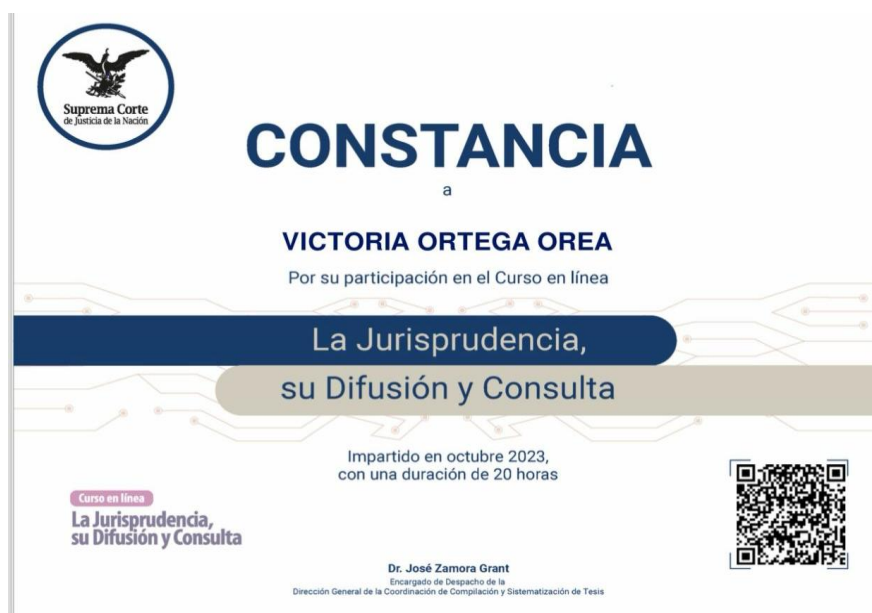 Suprema Corte
de Justicia de la Nación
CONSTANCIA
a
VICTORIA ORTEGA OREA
Por su participación en el Curso en línea
La Jurisprudencia,
su Difusión y Consulta
Impartido en octubre 2023,
con una duración de 20 horas
Curso en línea
La Jurisprudencia,
su Difusión y Consulta
Dr. José Zamora Grant
Encargado de Despacho de la
Dirección General de la Coordinación de Compilación y Sistematización de Tesis